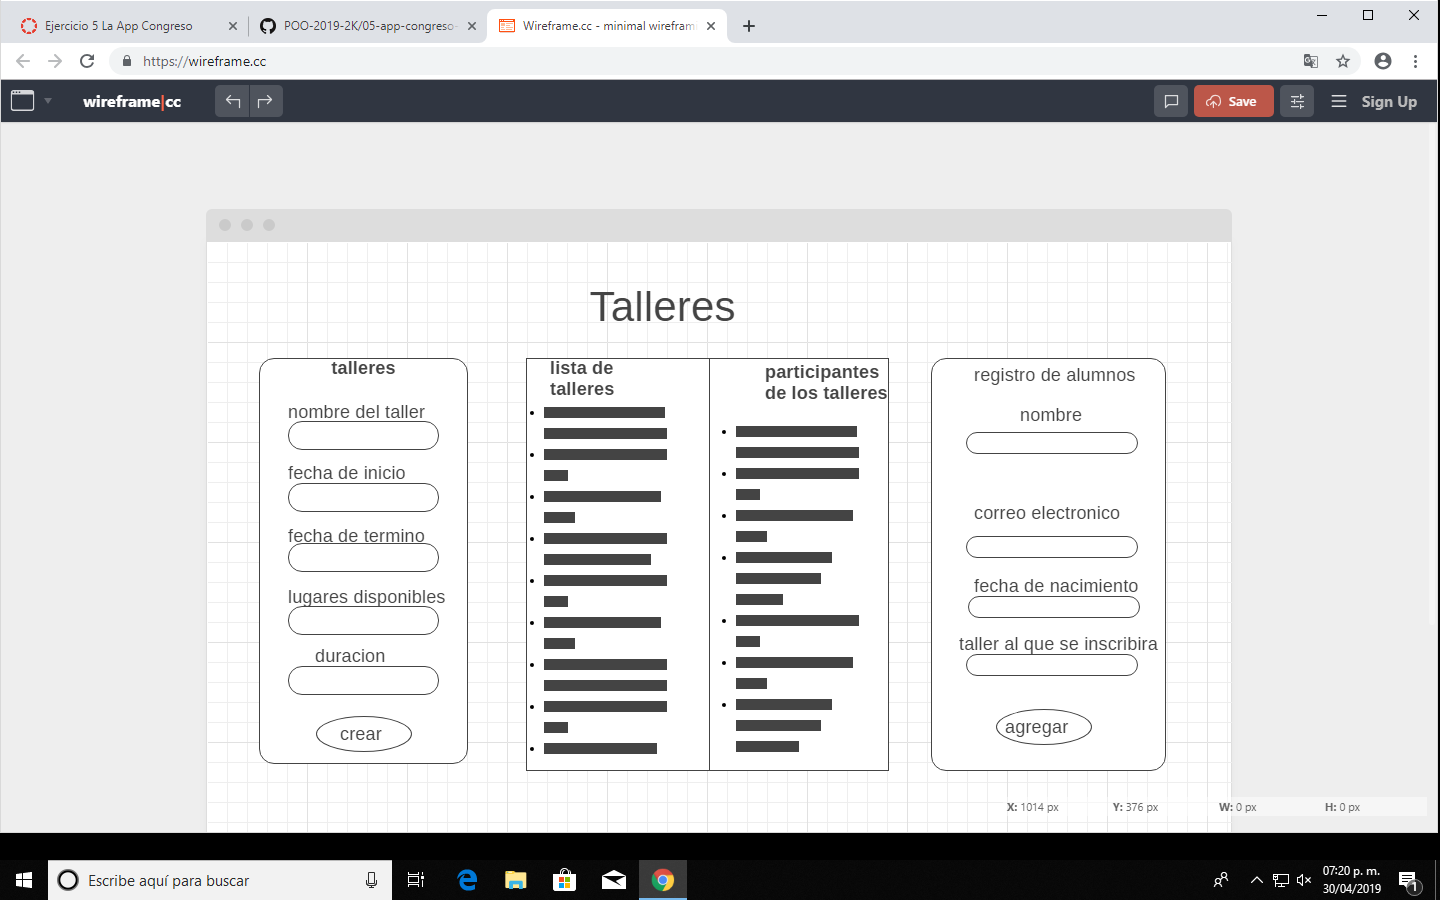 Ejercicio 5 La App Congreso
POO-2019-2K/05-app-congreso-
Wireframe.cc - minimal wirefram
https://wireframe.cc
wireframe|cc
Save
Sign Up
Talleres
talleres
nombre del taller
fecha de inicio
fecha de termino
lugares disponibles
duracion
crear
lista de
talleres
participantes
de los talleres
registro de alumnos
nombre
correo electronico
fecha de nacimiento
taller al que se inscribira
agregar
X: 1014 px Y: 376 px W: 0 px H: 0 px
Escribe aquí para buscar
07:20 p. m.
30/04/2019
1